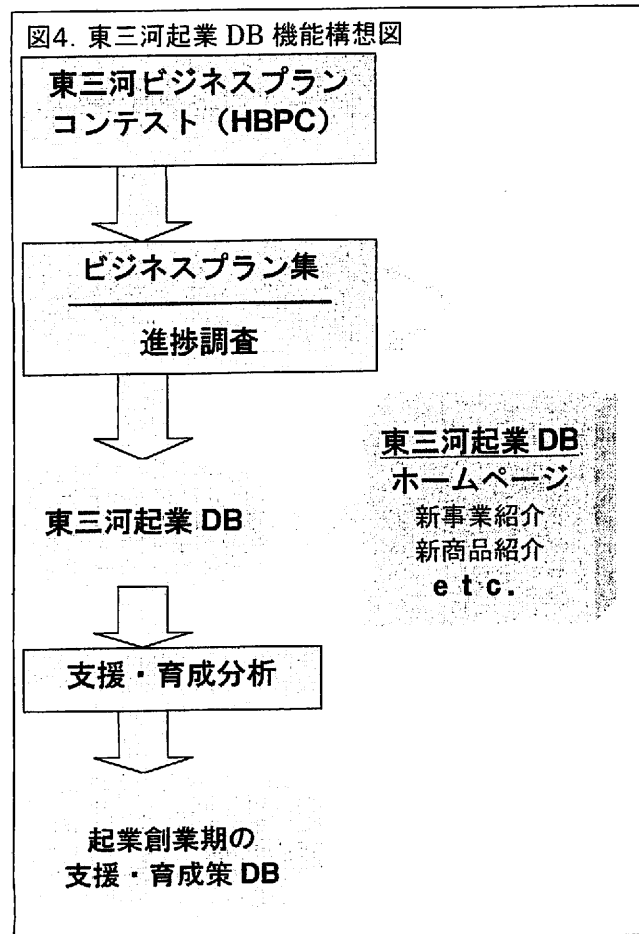 図4. 東三河起業 DB 機能構想図
東三河ビジネスプラン
コンテスト（HBPC）
ビジネスプラン集
進捗調査
東三河起業 DB
東三河起業 DB
ホームページ
新事業紹介
新商品紹介
e t c.
支援・育成分析
起業創業期の
支援・育成策 DB